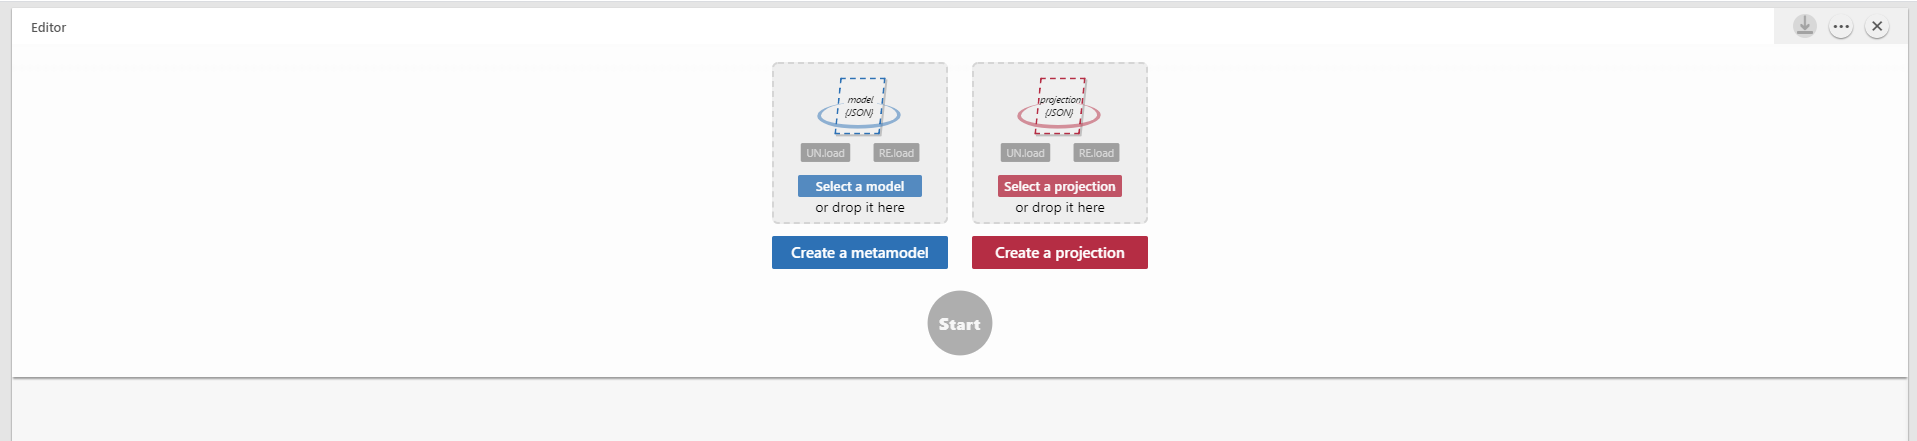 Editor
model
{JSON}
UN.load RE.load
Select a model
or drop it here
Create a metamodel
projection
{JSON}
UN.load RE.load
Select a projection
or drop it here
Create a projection
Start